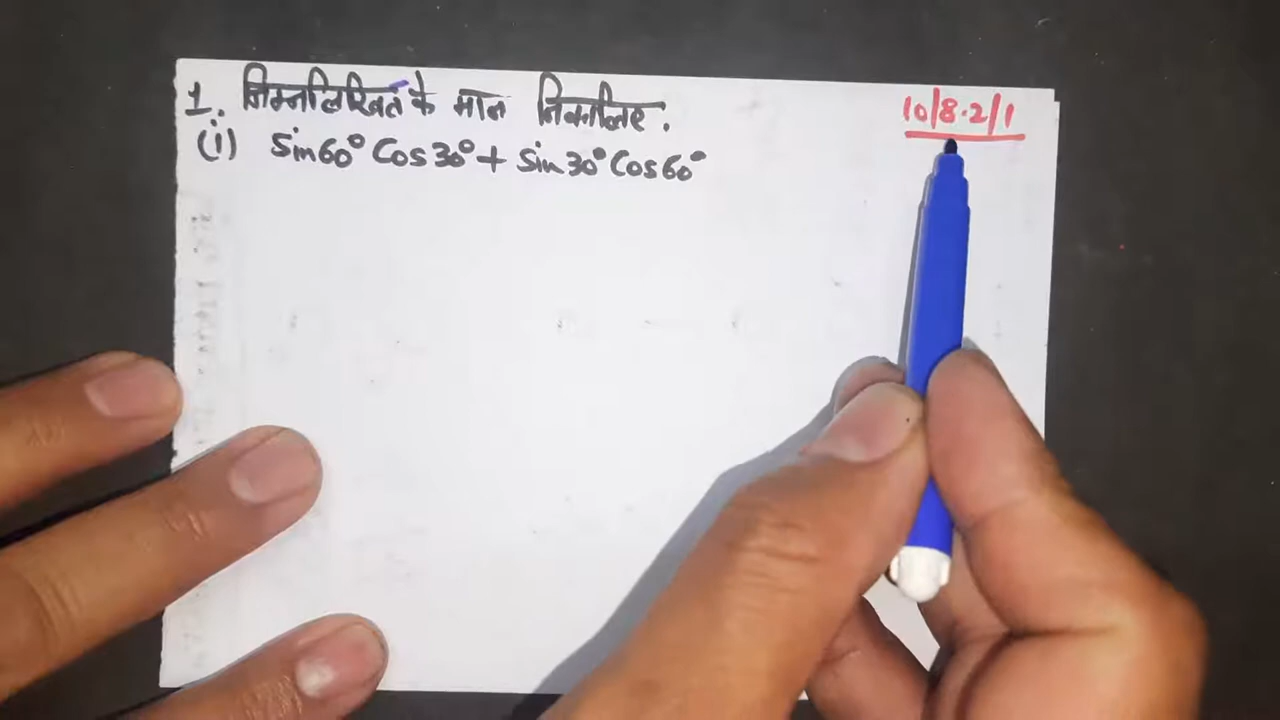 1. निम्नलिखित के मान निकालिए.
10/8.2/1
(i) Sin60° Cos30° + Sin30° Cos60°